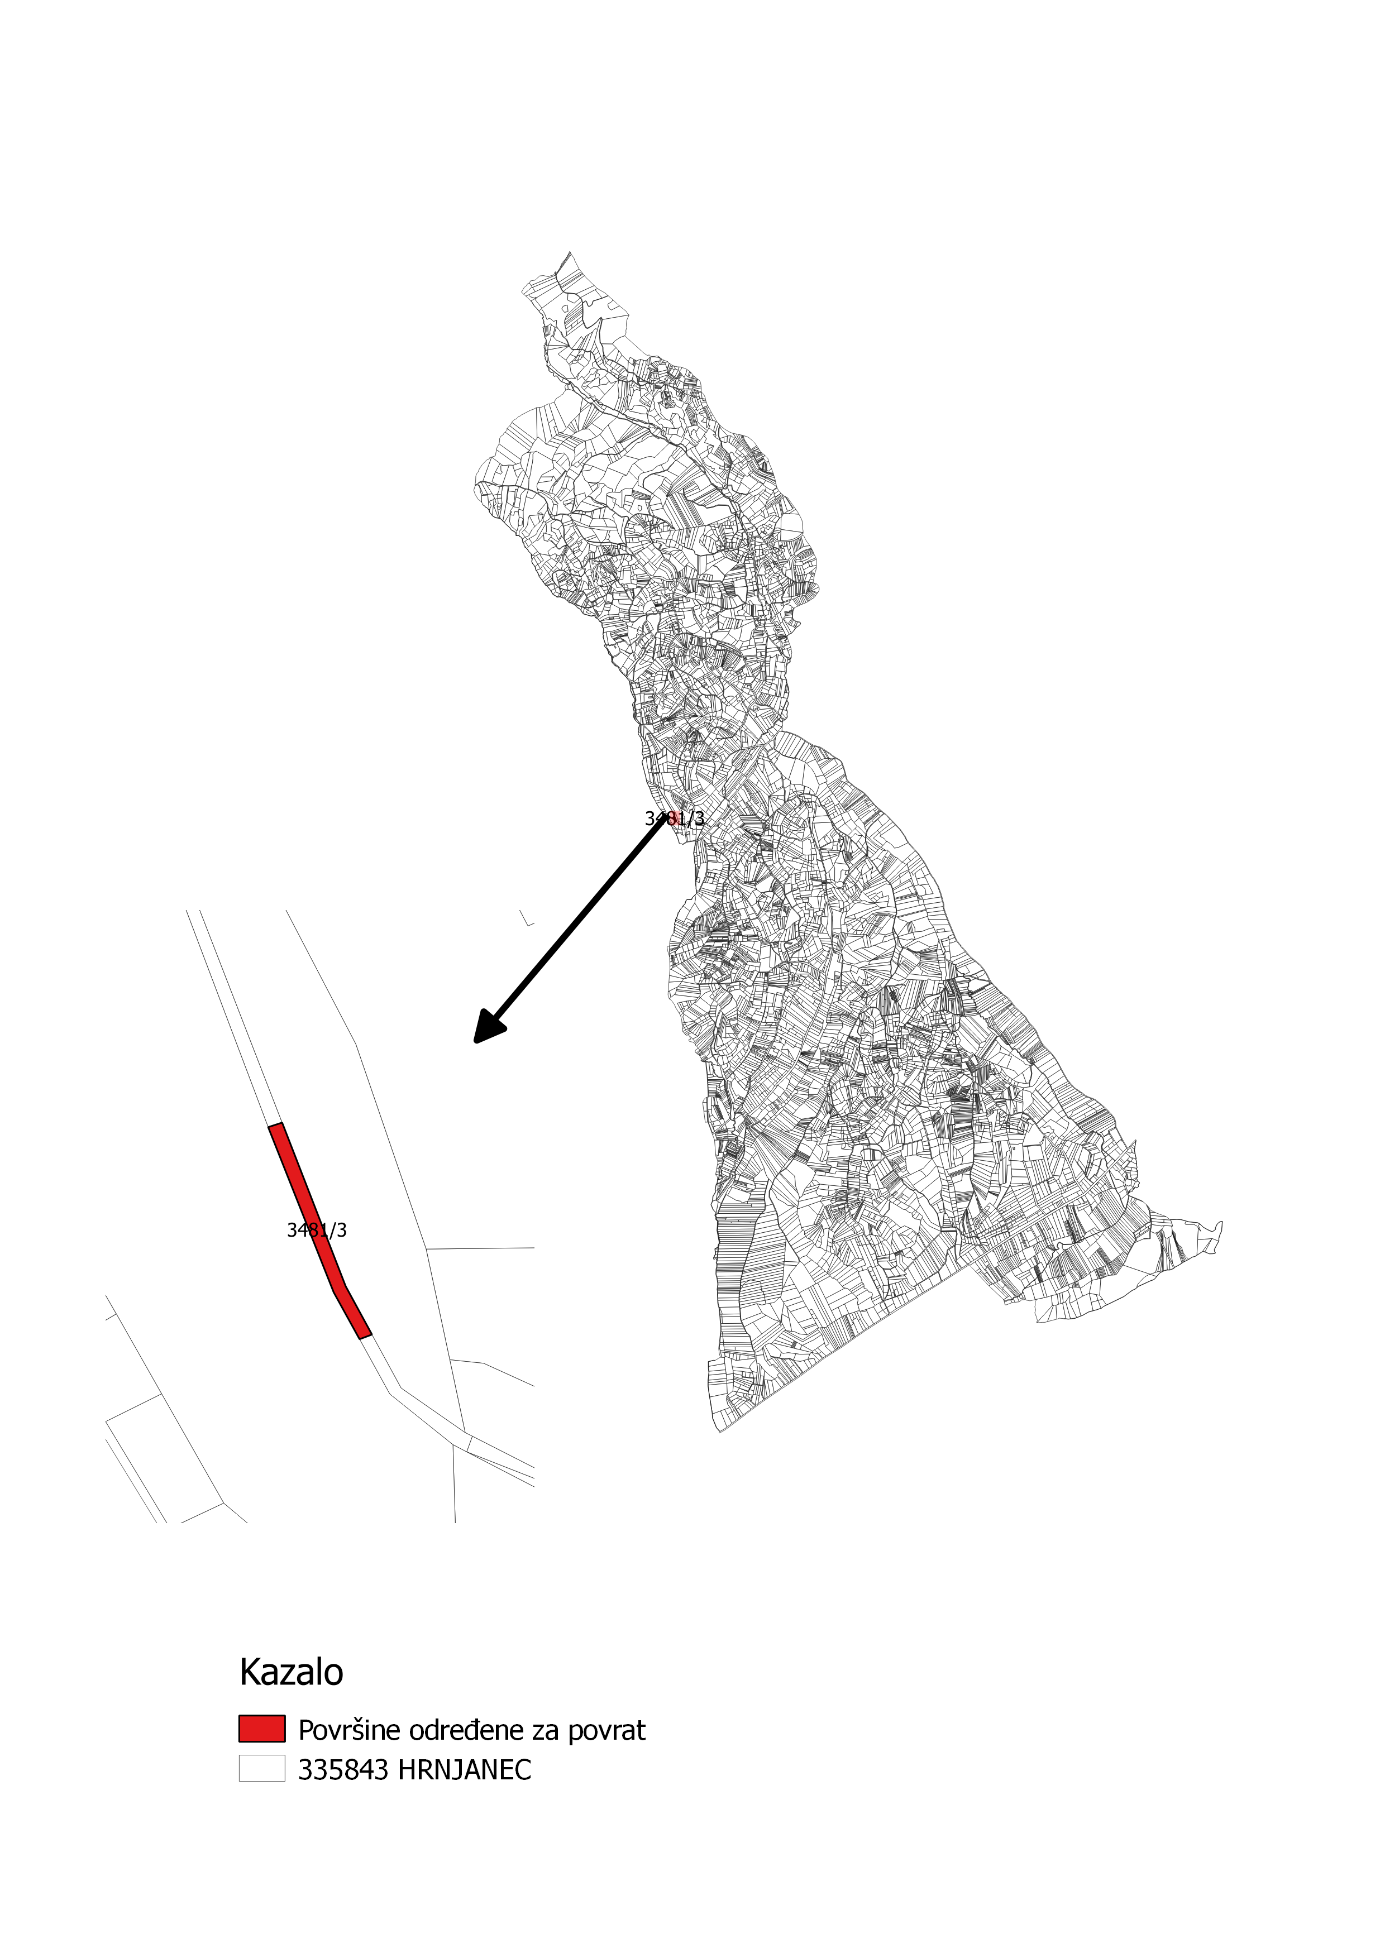 3481/3
3481/3
Kazalo
Površine određene za povrat
335843 HRNJANEC